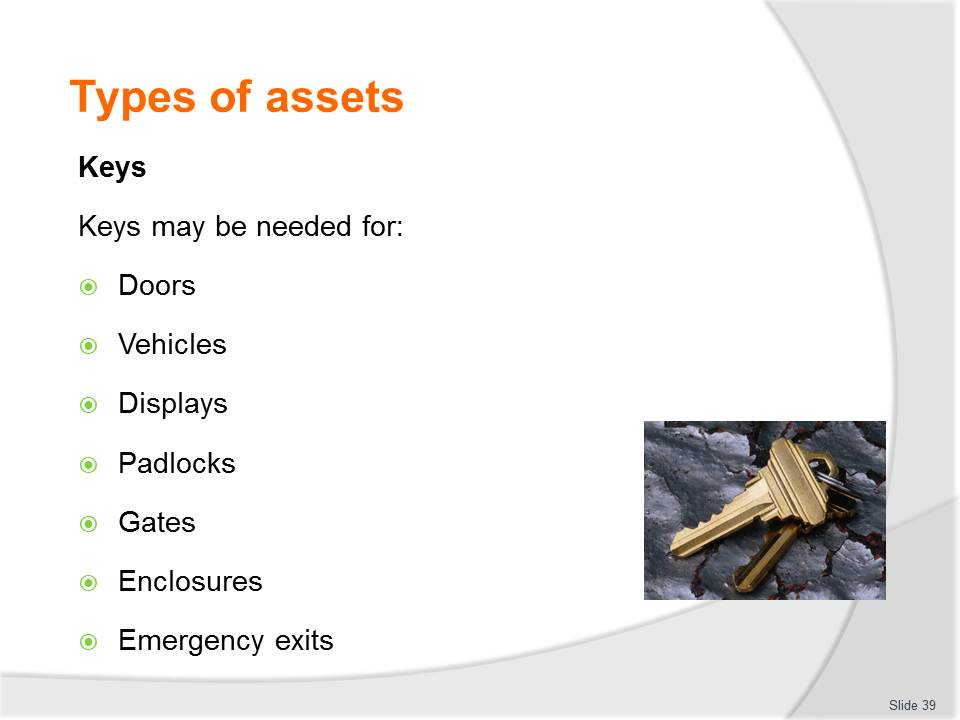 Types of assets
Keys
Keys may be needed for:
Doors
Vehicles
Displays
Padlocks
Gates
Enclosures
Emergency exits
Slide 39